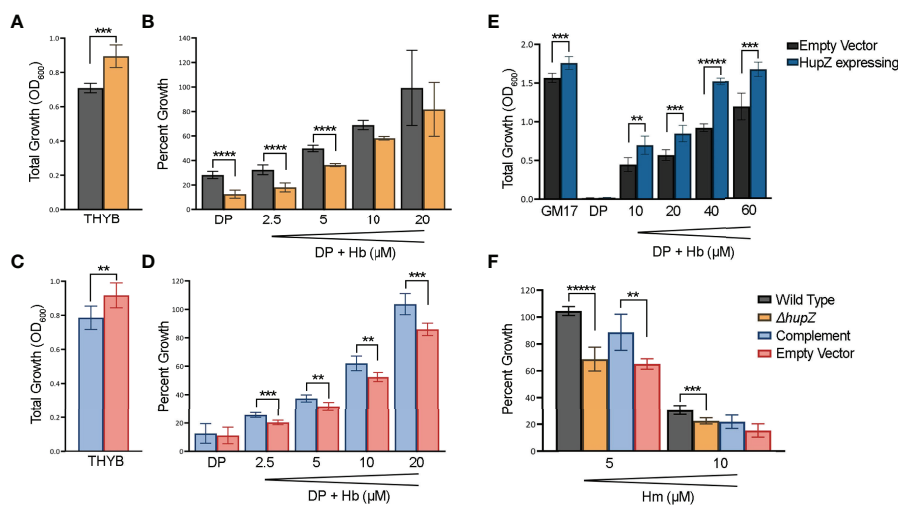 A
Total Growth (OD600)
1.0
0.8
0.6
0.4
0.2
0.0
***
THYB
B
Percent Growth
140
120
100
80
60
40
20
0
****
****
****
DP
2.5
5
10
20
DP + Hb (μM)
C
Total Growth (OD600)
1.0
0.8
0.6
0.4
0.2
0.0
**
THYB
D
Percent Growth
120
100
80
60
40
20
0
***
**
**
***
DP
2.5
5
10
20
DP + Hb (μM)
E
Total Growth (OD600)
2.0
1.5
1.0
0.5
0.0
***
**
***
*****
***
GM17
DP
10
20
40
60
DP + Hb (μM)
Empty Vector
HupZ expressing
F
Percent Growth
120
100
80
60
40
20
0
*****
**
***
5
10
Hm (μM)
Wild Type
ΔhupZ
Complement
Empty Vector